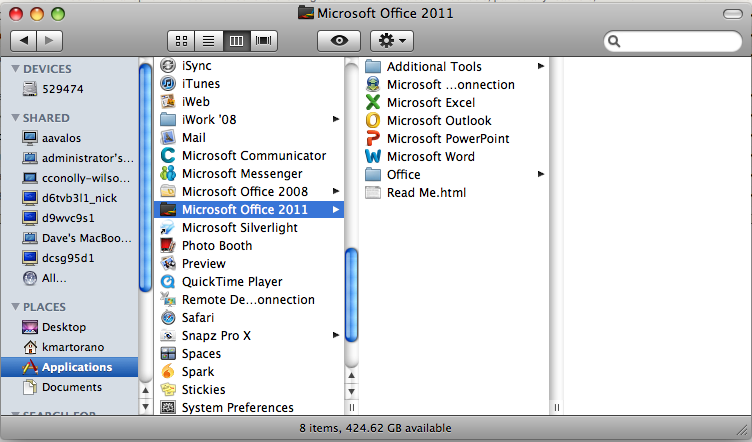 Microsoft Office 2011
DEVICES
529474
SHARED
aavalos
administrator's...
cconolly-wilso...
d6tvb3l1_nick
d9wvc9s1
Dave's MacBoo...
dcsg95d1
All...
PLACES
Desktop
kmartorano
Applications
Documents
SEARCH FOR
iSync
iTunes
iWeb
iWork '08
Mail
Microsoft Communicator
Microsoft Messenger
Microsoft Office 2008
Microsoft Office 2011
Microsoft Silverlight
Photo Booth
Preview
QuickTime Player
Remote De...onnection
Safari
Snapz Pro X
Spaces
Spark
Stickies
System Preferences
Additional Tools
Microsoft ...onnection
Microsoft Excel
Microsoft Outlook
Microsoft PowerPoint
Microsoft Word
Office
Read Me.html
8 items, 424.62 GB available